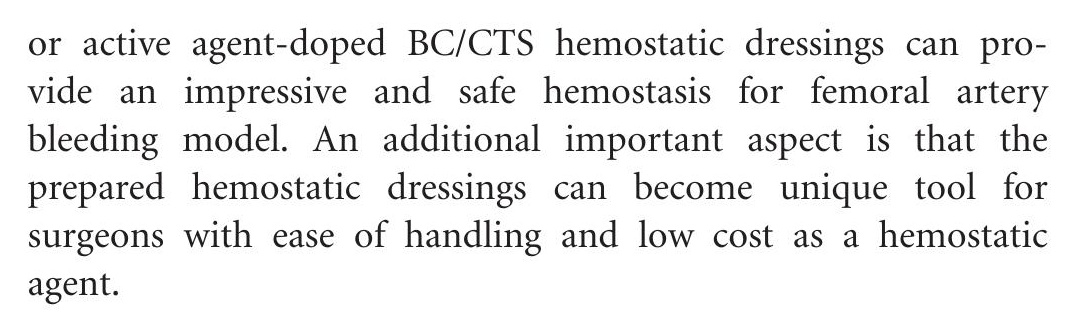 or active agent-doped BC/CTS hemostatic dressings can pro-
vide an impressive and safe hemostasis for femoral artery
bleeding model. An additional important aspect is that the
prepared hemostatic dressings can become unique tool for
surgeons with ease of handling and low cost as a hemostatic
agent.